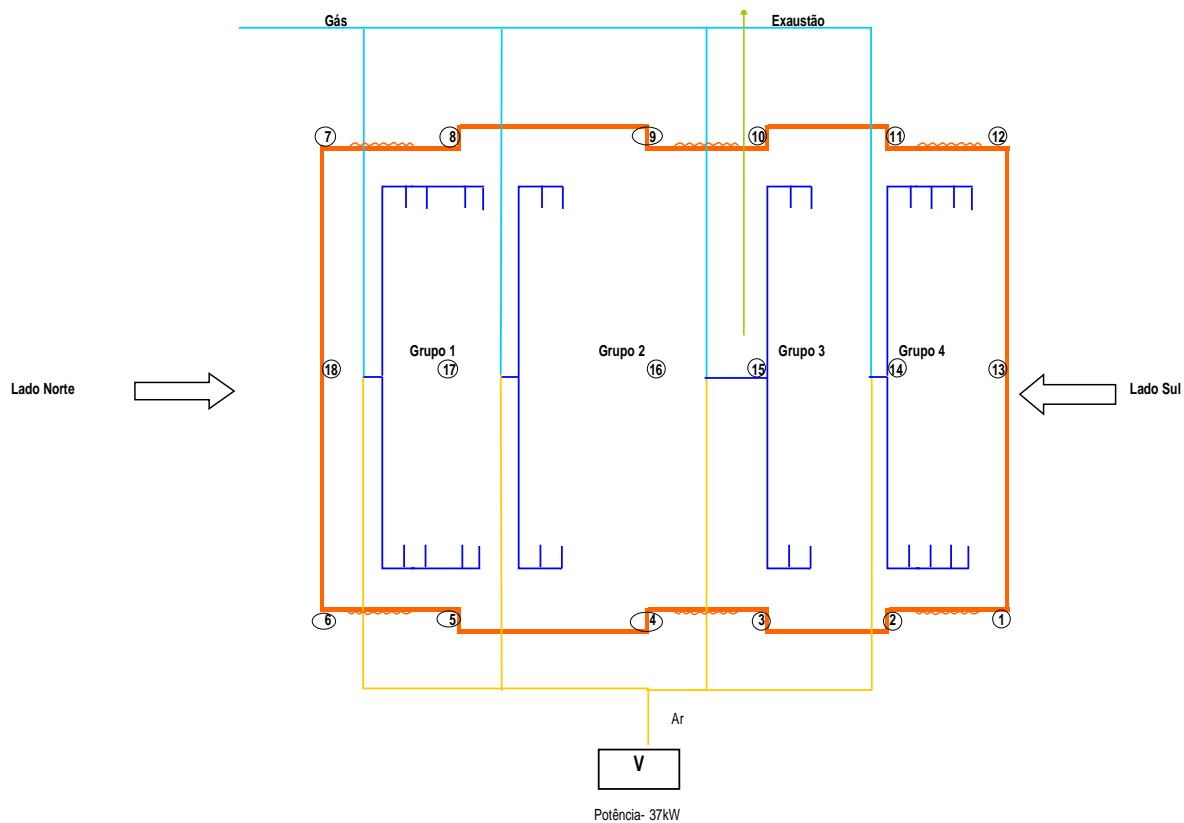 Gás
Exaustão
7
8
9
10
11
12
Grupo 1
Grupo 2
Grupo 3
Grupo 4
18
17
16
15
14
13
Lado Norte
Lado Sul
6
5
4
3
2
1
Ar
V
Potência- 37kW